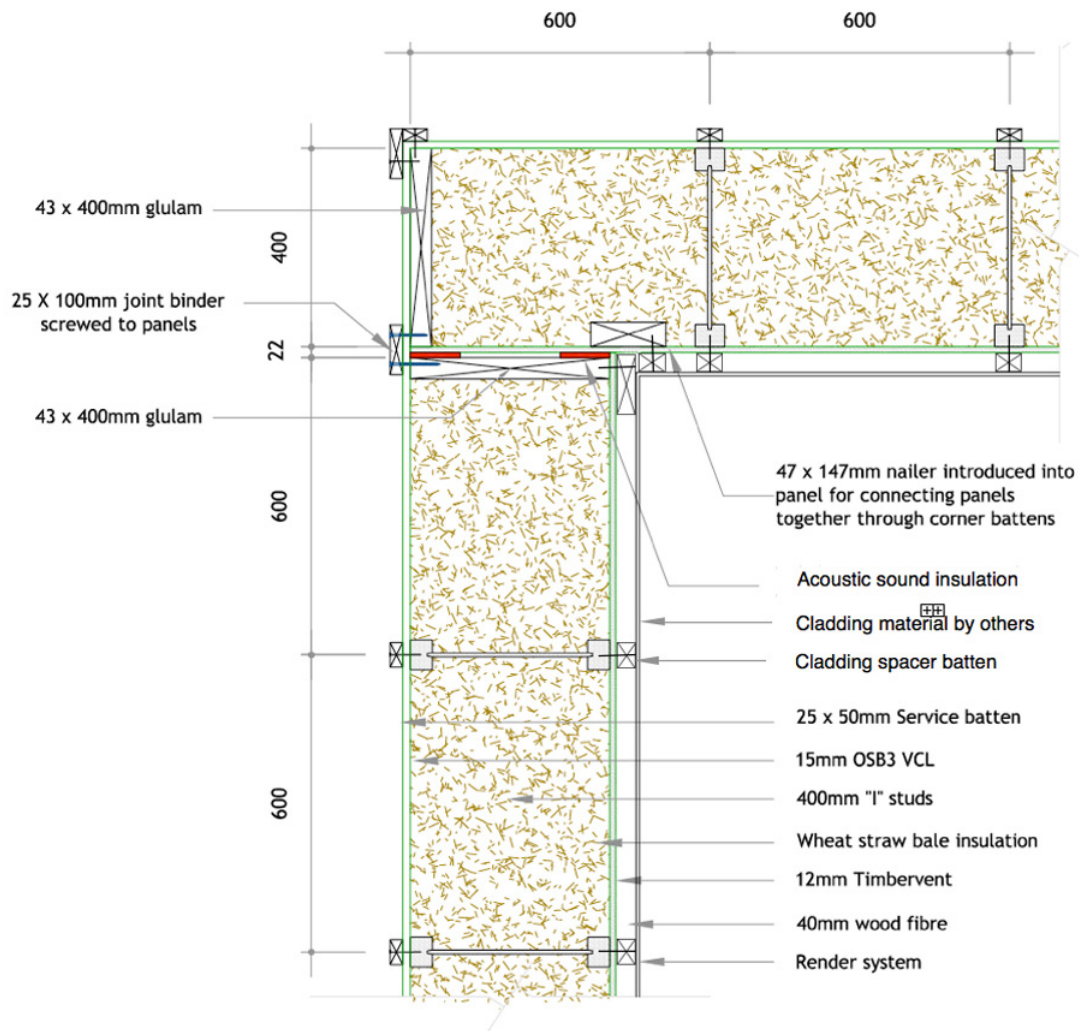 600
600
43 x 400mm glulam
400
25 X 100mm joint binder
screwed to panels
22
43 x 400mm glulam
600
47 x 147mm nailer introduced into
panel for connecting panels
together through corner battens
Acoustic sound insulation
Cladding material by others
Cladding spacer batten
25 x 50mm Service batten
15mm OSB3 VCL
600
400mm "I" studs
Wheat straw bale insulation
12mm Timbervent
40mm wood fibre
Render system